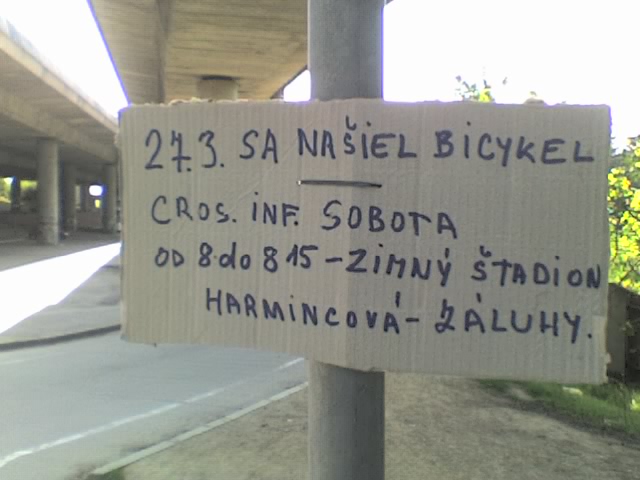 27.3. SA NAŠIEL BICYKEL
CROS. INF. SOBOTA
OD 8 do 8 15 - ZIMNÝ ŠTADION
HARMINCOVÁ - ZÁLUHY.